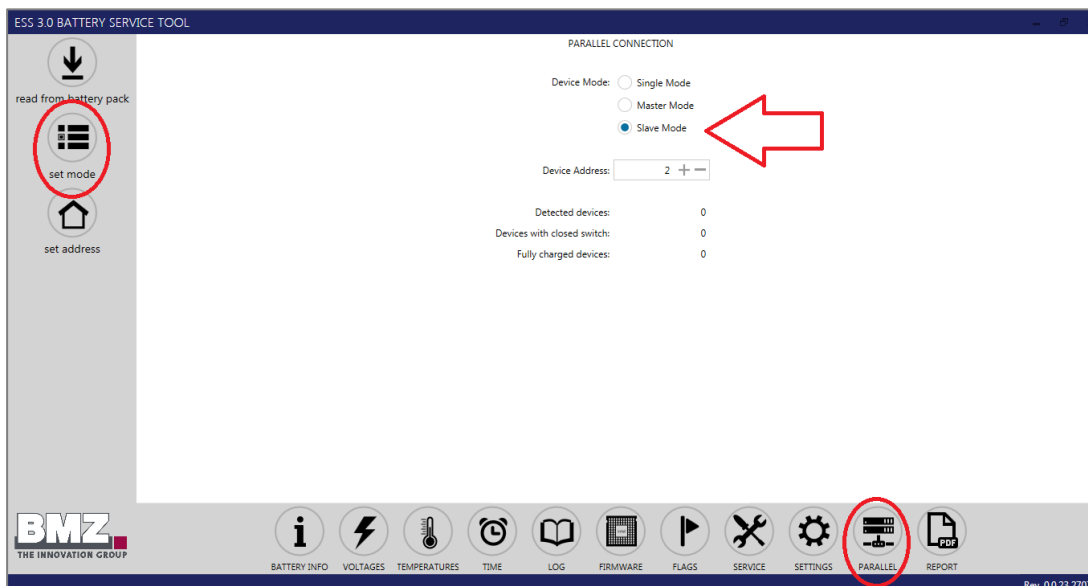 ESS 3.0 BATTERY SERVICE TOOL
PARALLEL CONNECTION
read from battery pack
set mode
set address
Device Mode:
Single Mode
Master Mode
Slave Mode
Device Address: 2
Detected devices: 0
Devices with closed switch: 0
Fully charged devices: 0
BMZ
THE INNOVATION GROUP
BATTERY INFO
VOLTAGES
TEMPERATURES
TIME
LOG
FIRMWARE
FLAGS
SERVICE
SETTINGS
PARALLEL
PDF
REPORT